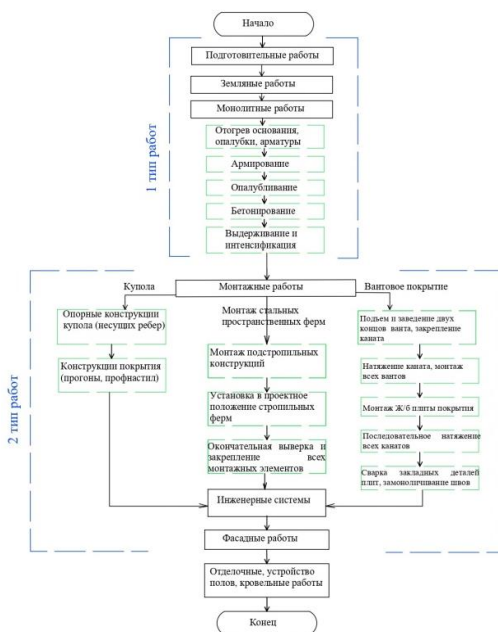 Начало
Подготовительные работы
Земляные работы
Монолитные работы
Отогрев основания,
опалубки, арматуры
Армирование
Опалубливание
Бетонирование
Выдерживание и
интенсификация
1 тип работ
Монтажные работы
Купола
Опорные конструкции
купола (несущих ребер)
Конструкции покрытия
(прогоны, профнастил)
Монтаж стальных
пространственных ферм
Монтаж подстропильных
конструкций
Установка в проектное
положение стропильных
ферм
Окончательная выверка и
закрепление всех
монтажных элементов
Вантовое покрытие
Подъем и заведение двух
концов ванта, закрепление
каната
Натяжение каната, монтаж
всех вантов
Монтаж Ж/б плиты покрытия
Последовательное натяжение
всех канатов
Сварка закладных деталей
плит, замоноличивание швов
2 тип работ
Инженерные системы
Фасадные работы
Отделочные, устройство
полов, кровельные работы
Конец